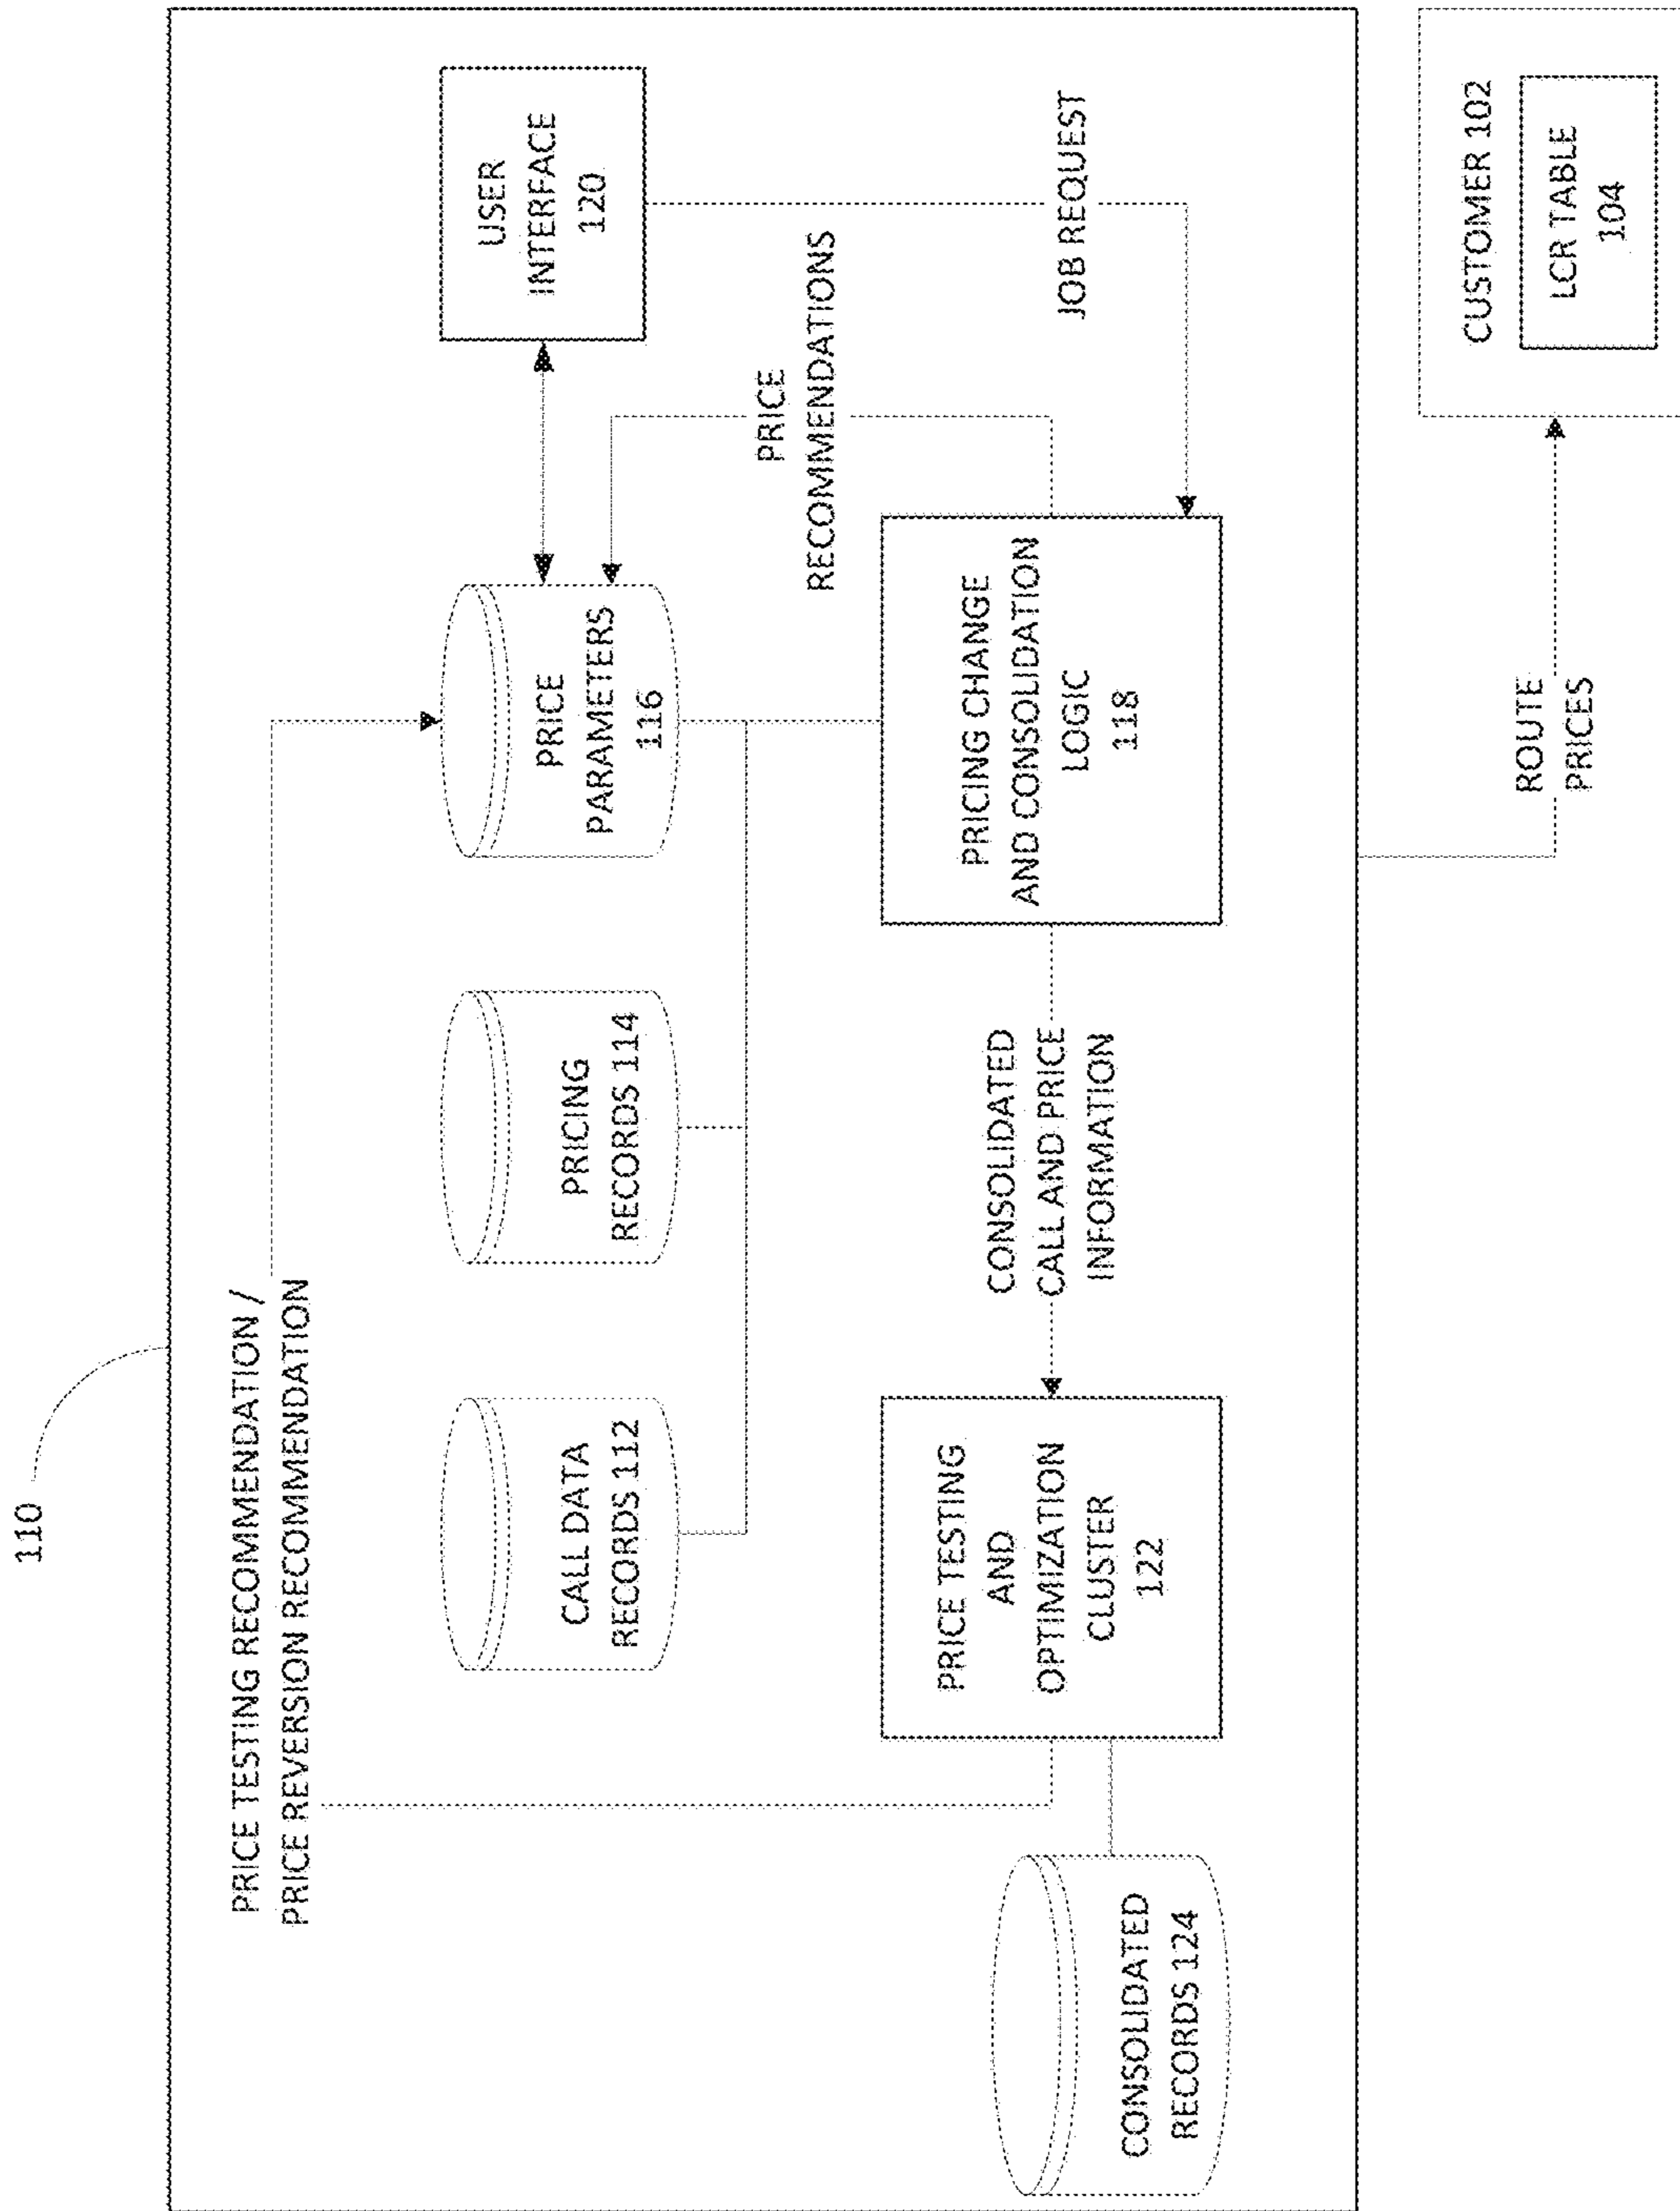 110
PRICE TESTING RECOMMENDATION /
PRICE REVERSION RECOMMENDATION
CALL DATA
RECORDS 112
PRICING
RECORDS 114
PRICE
PARAMETERS
116
USER
INTERFACE
120
PRICE
RECOMMENDATIONS
JOB REQUEST
CONSOLIDATED
RECORDS 124
PRICE TESTING
AND
OPTIMIZATION
CLUSTER
122
CONSOLIDATED
CALL AND PRICE
INFORMATION
PRICING CHANGE
AND CONSOLIDATION
LOGIC
118
ROUTE
PRICES
CUSTOMER 102
LCR TABLE
104